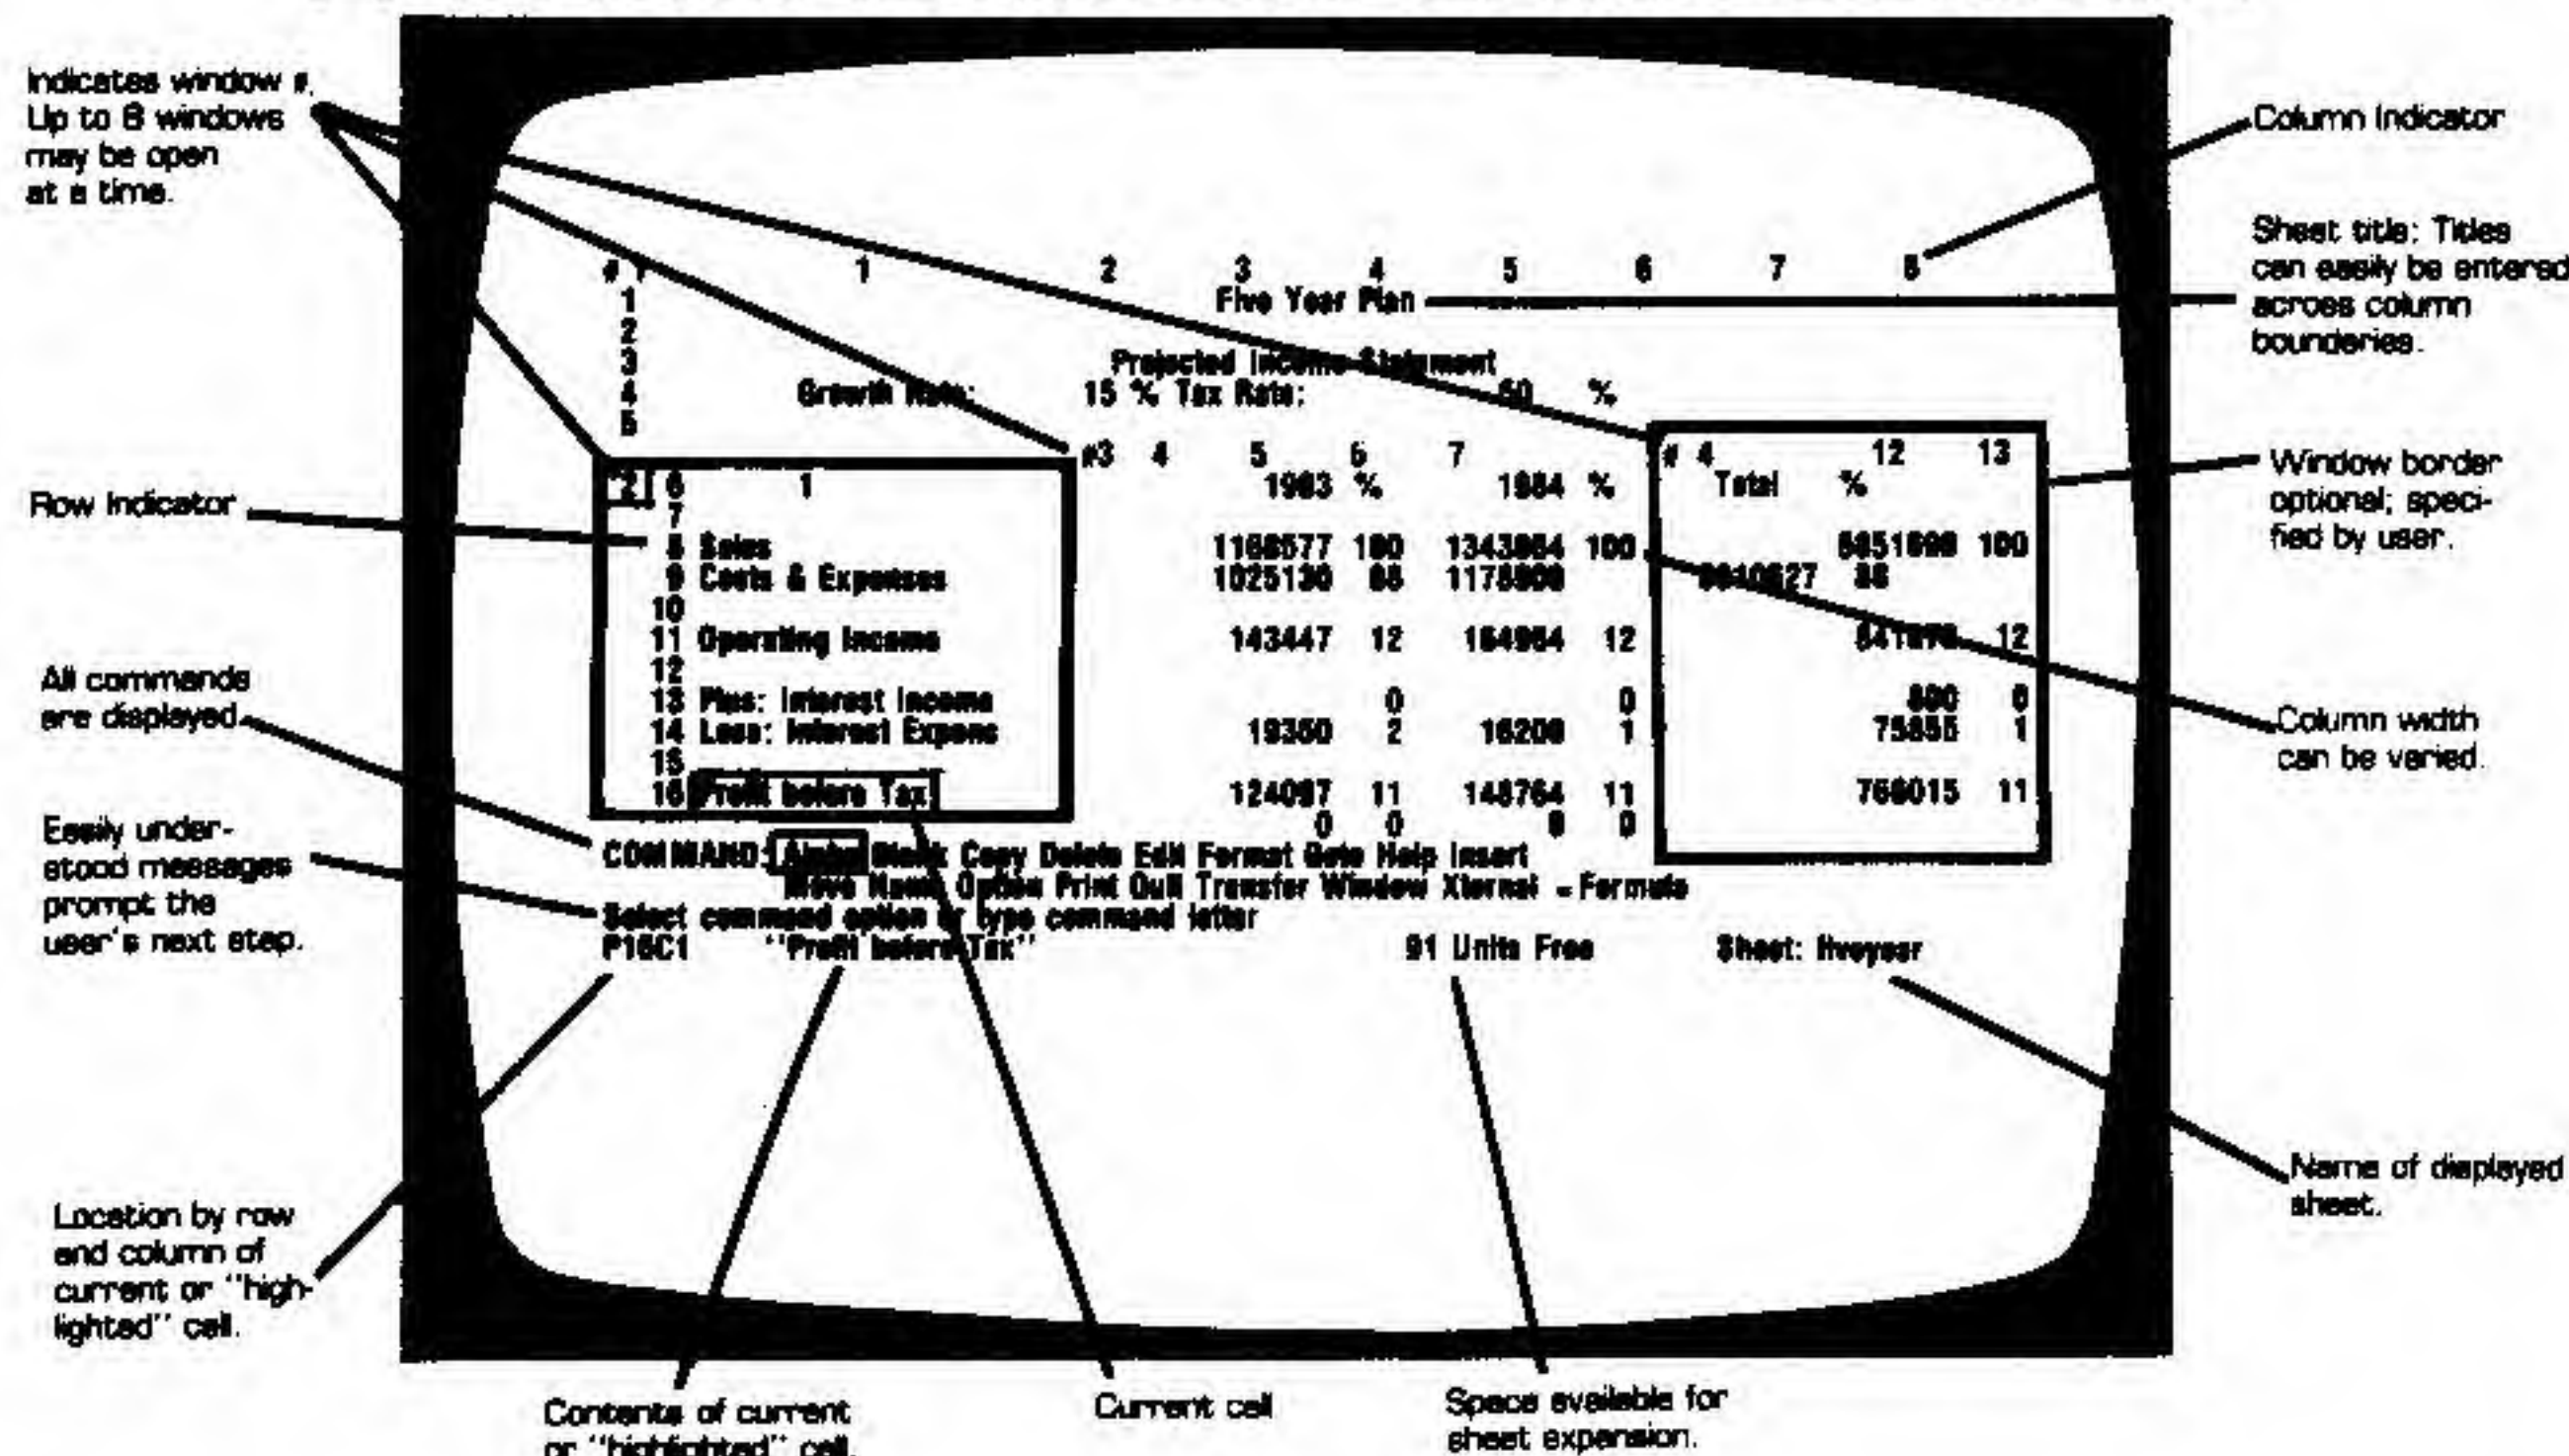 Indicates window #.
Up to 8 windows
may be open
at a time.
Column Indicator
Sheet title: Titles
can easily be entered
across column
bounderies.
# 1 1 2 3 4 5 6 7 8
1 Five Year Plan
2
3 Projected Income Statement
4 Growth Rate: 15 % Tax Rate: 50 %
5
#3 4 5 6 7
# 4 12 13
#2 6 1 1983 % 1984 % Total %
7
8 Sales 1168577 100 1343864 100 100
9 Costs & Expenses 1025130 88 88
10
11 Operating Income 143447 12 12 12
12
13 Plus: Interest Income 0 0 0
14 Less: Interest Expens 19350 2 16200 1 75855 1
15
16 Profit before Tax 11 148764 11 768015 11
0 0 0 0
COMMAND: Alpha Blank Copy Delete Edit Format Goto Help Insert
Move Name Option Print Quit Transfer Window Xternal = Formula
Select command option or type command letter
"Profit before Tax" 91 Units Free Sheet: fiveyear
Row Indicator
Window border
optional; speci-
fied by user.
All commands
are displayed.
Column width
can be varied.
Easily under-
stood messages
prompt the
user's next step.
Location by row
and column of
current or "high-
lighted" cell.
Name of displayed
sheet.
Contents of current
or "highlighted" cell.
Current cell
Space available for
sheet expansion.